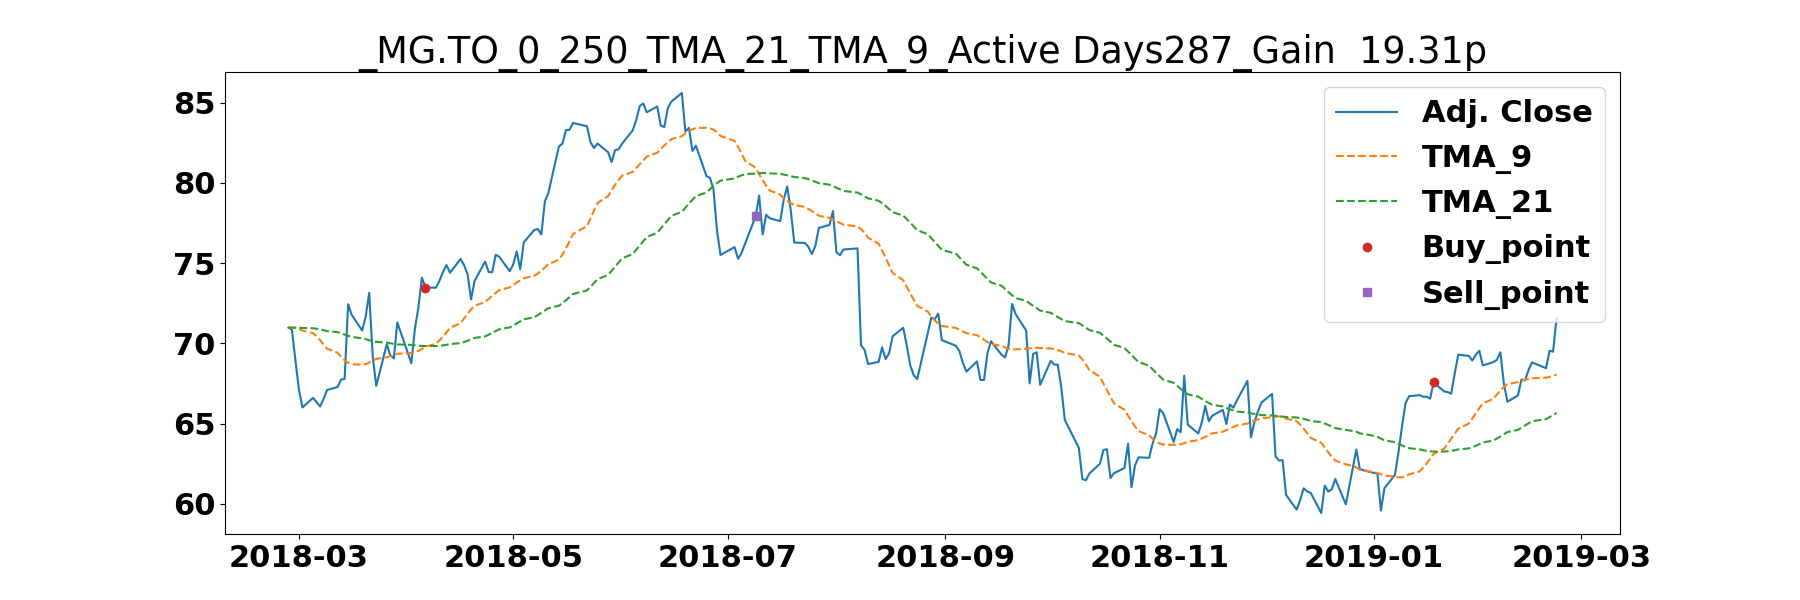 _MG.TO_0_250_TMA_21_TMA_9_Active Days287_Gain  19.31p
85
80
75
70
65
60
Adj. Close
TMA_9
TMA_21
Buy_point
Sell_point
2018-03 2018-05 2018-07 2018-09 2018-11 2019-01 2019-03